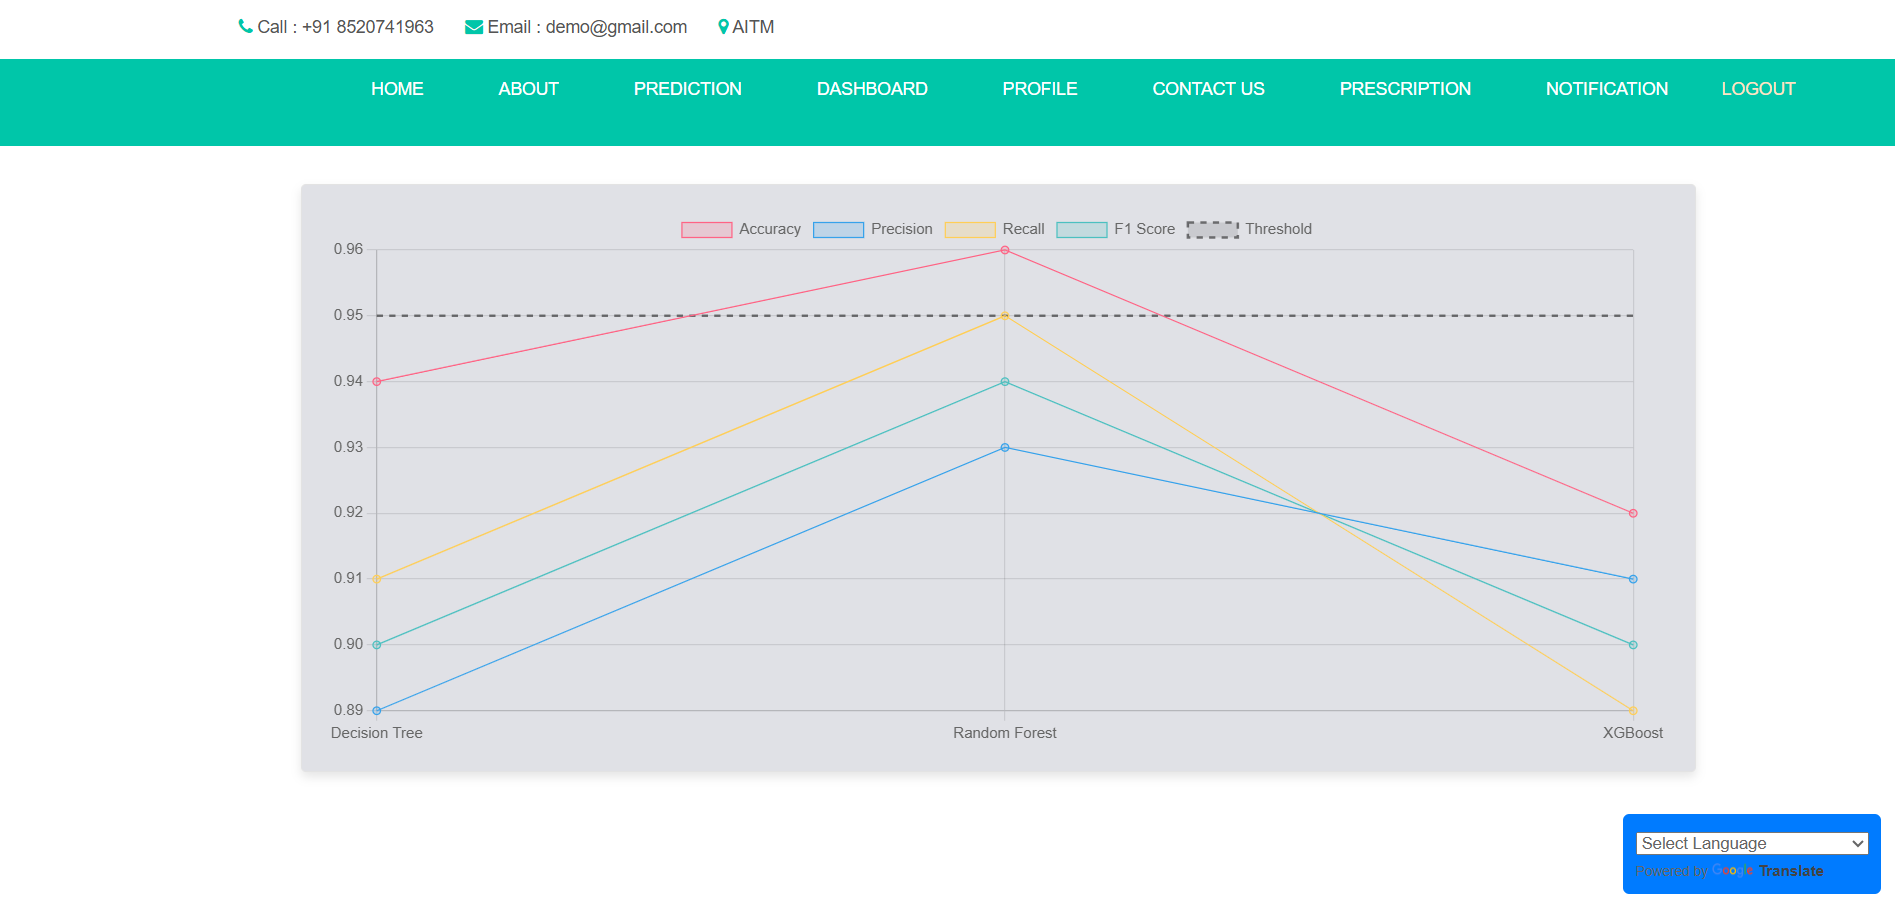 Call : +91 8520741963 Email : demo@gmail.com AITM
HOME ABOUT PREDICTION DASHBOARD PROFILE CONTACT US PRESCRIPTION NOTIFICATION LOGOUT
Accuracy Precision Recall F1 Score Threshold
0.96
0.95
0.94
0.93
0.92
0.91
0.90
0.89
Decision Tree Random Forest XGBoost
Select Language
Powered by Google Translate